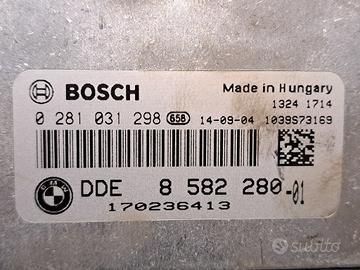 BOSCH
Made in Hungary
1324 1714
0 281 031 298 658 14-09-04 1039S73169
DDE 8 582 280-01
170236413
subito